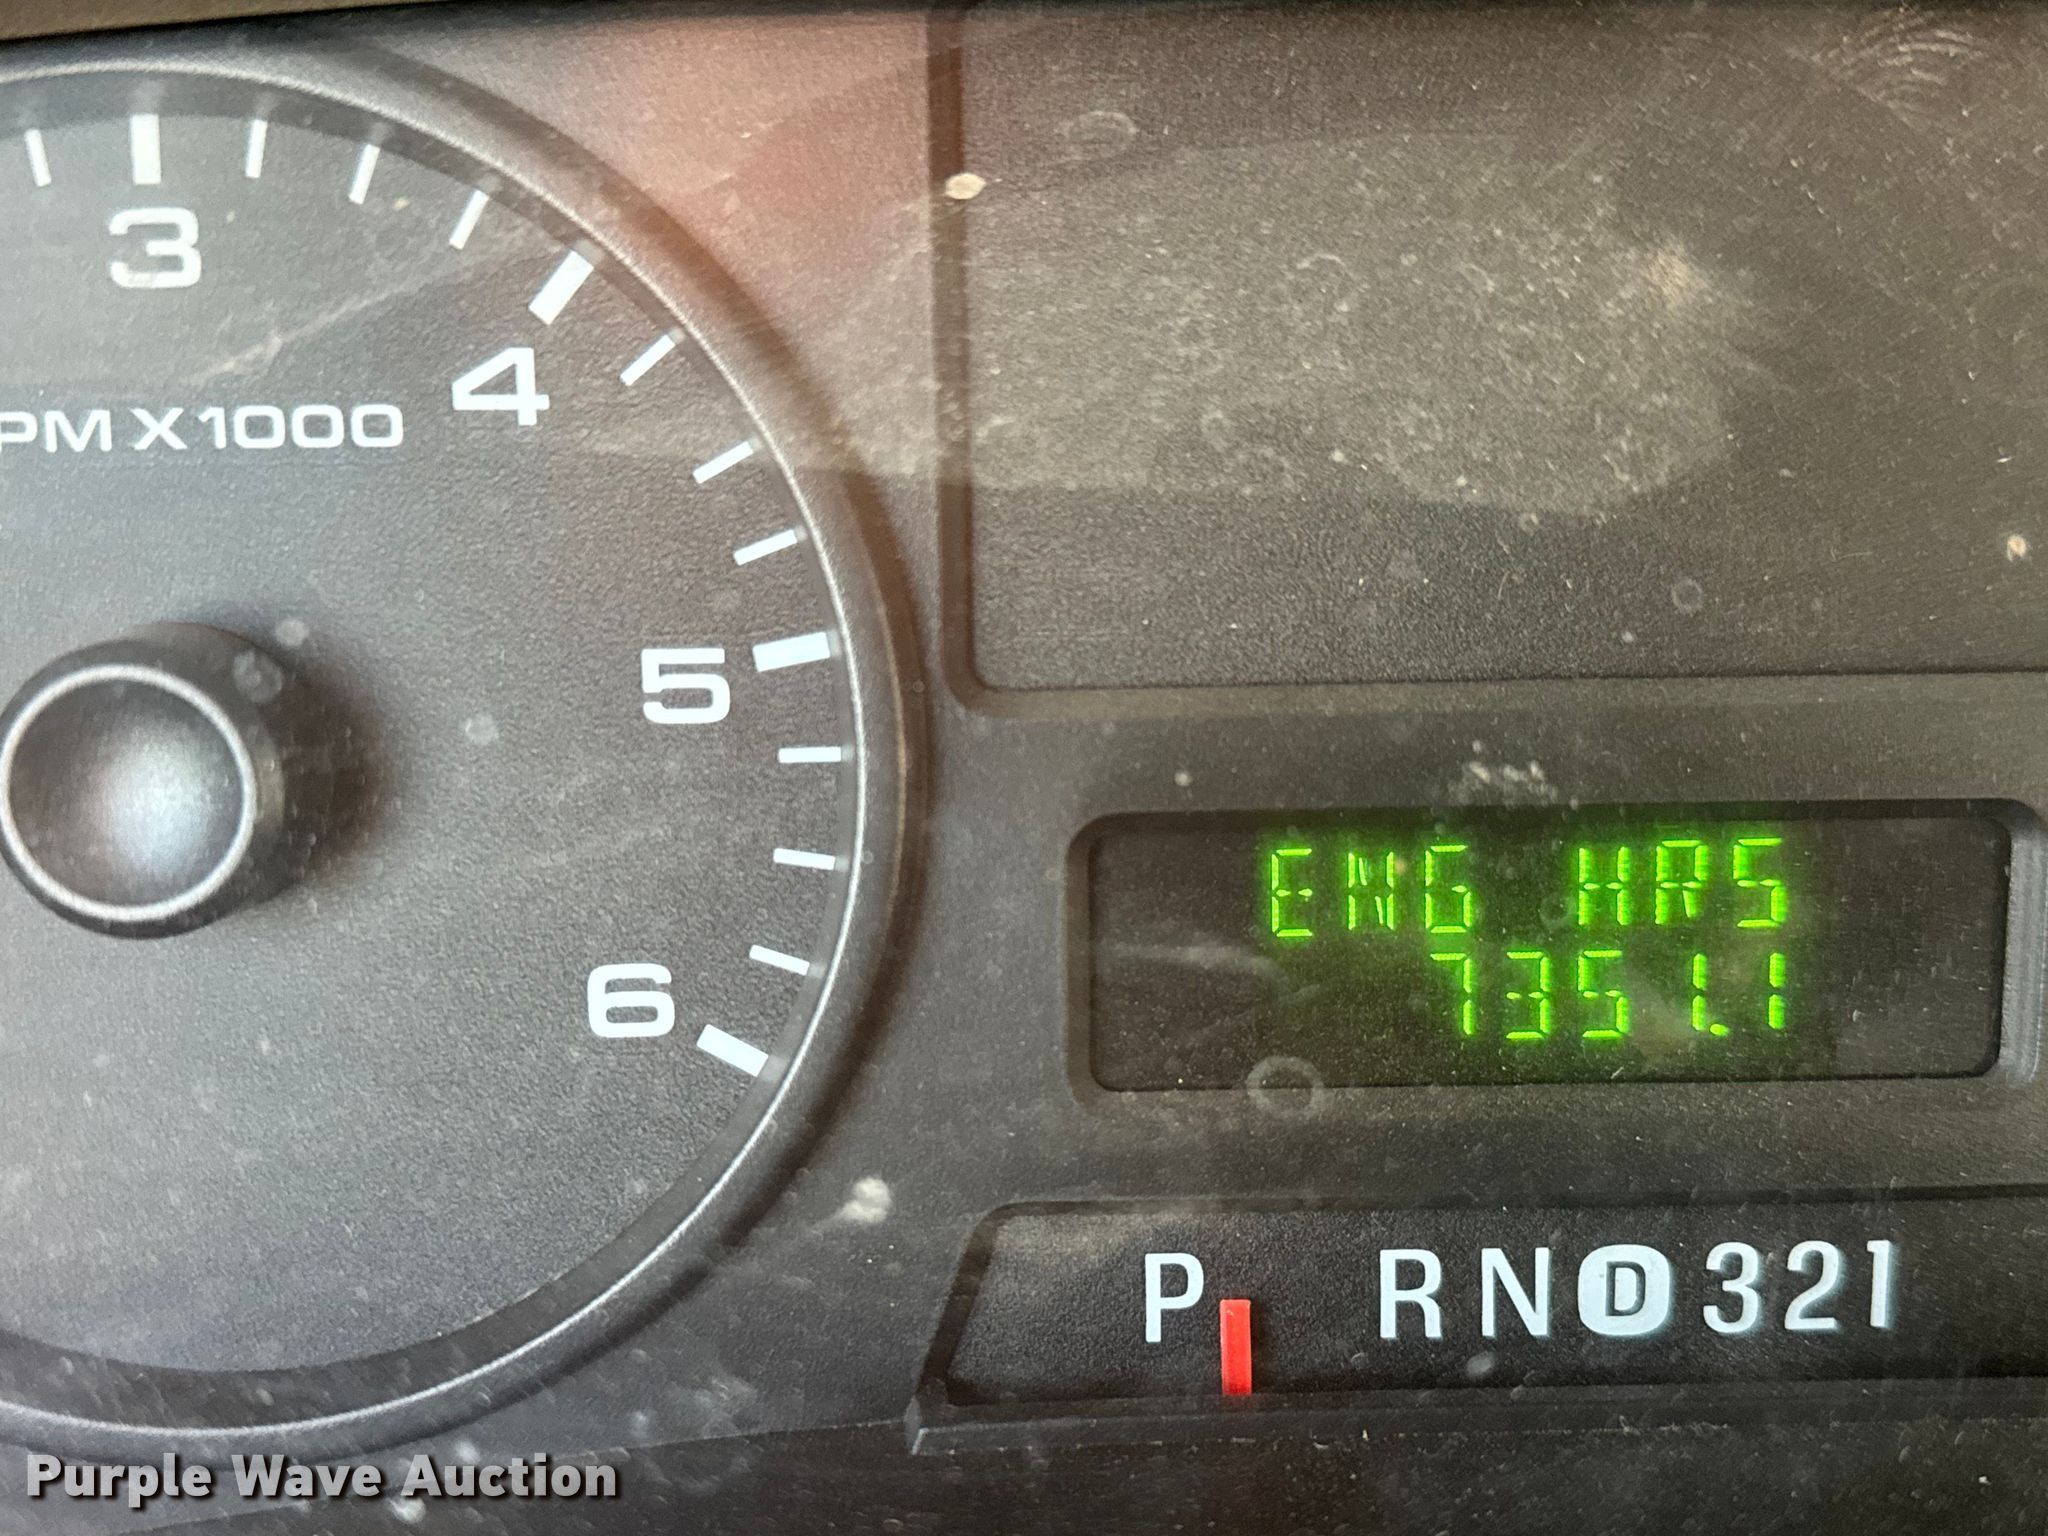 3
4
PM X1000
5
6
ENG HRS
7351.1
P RND321
Purple Wave Auction